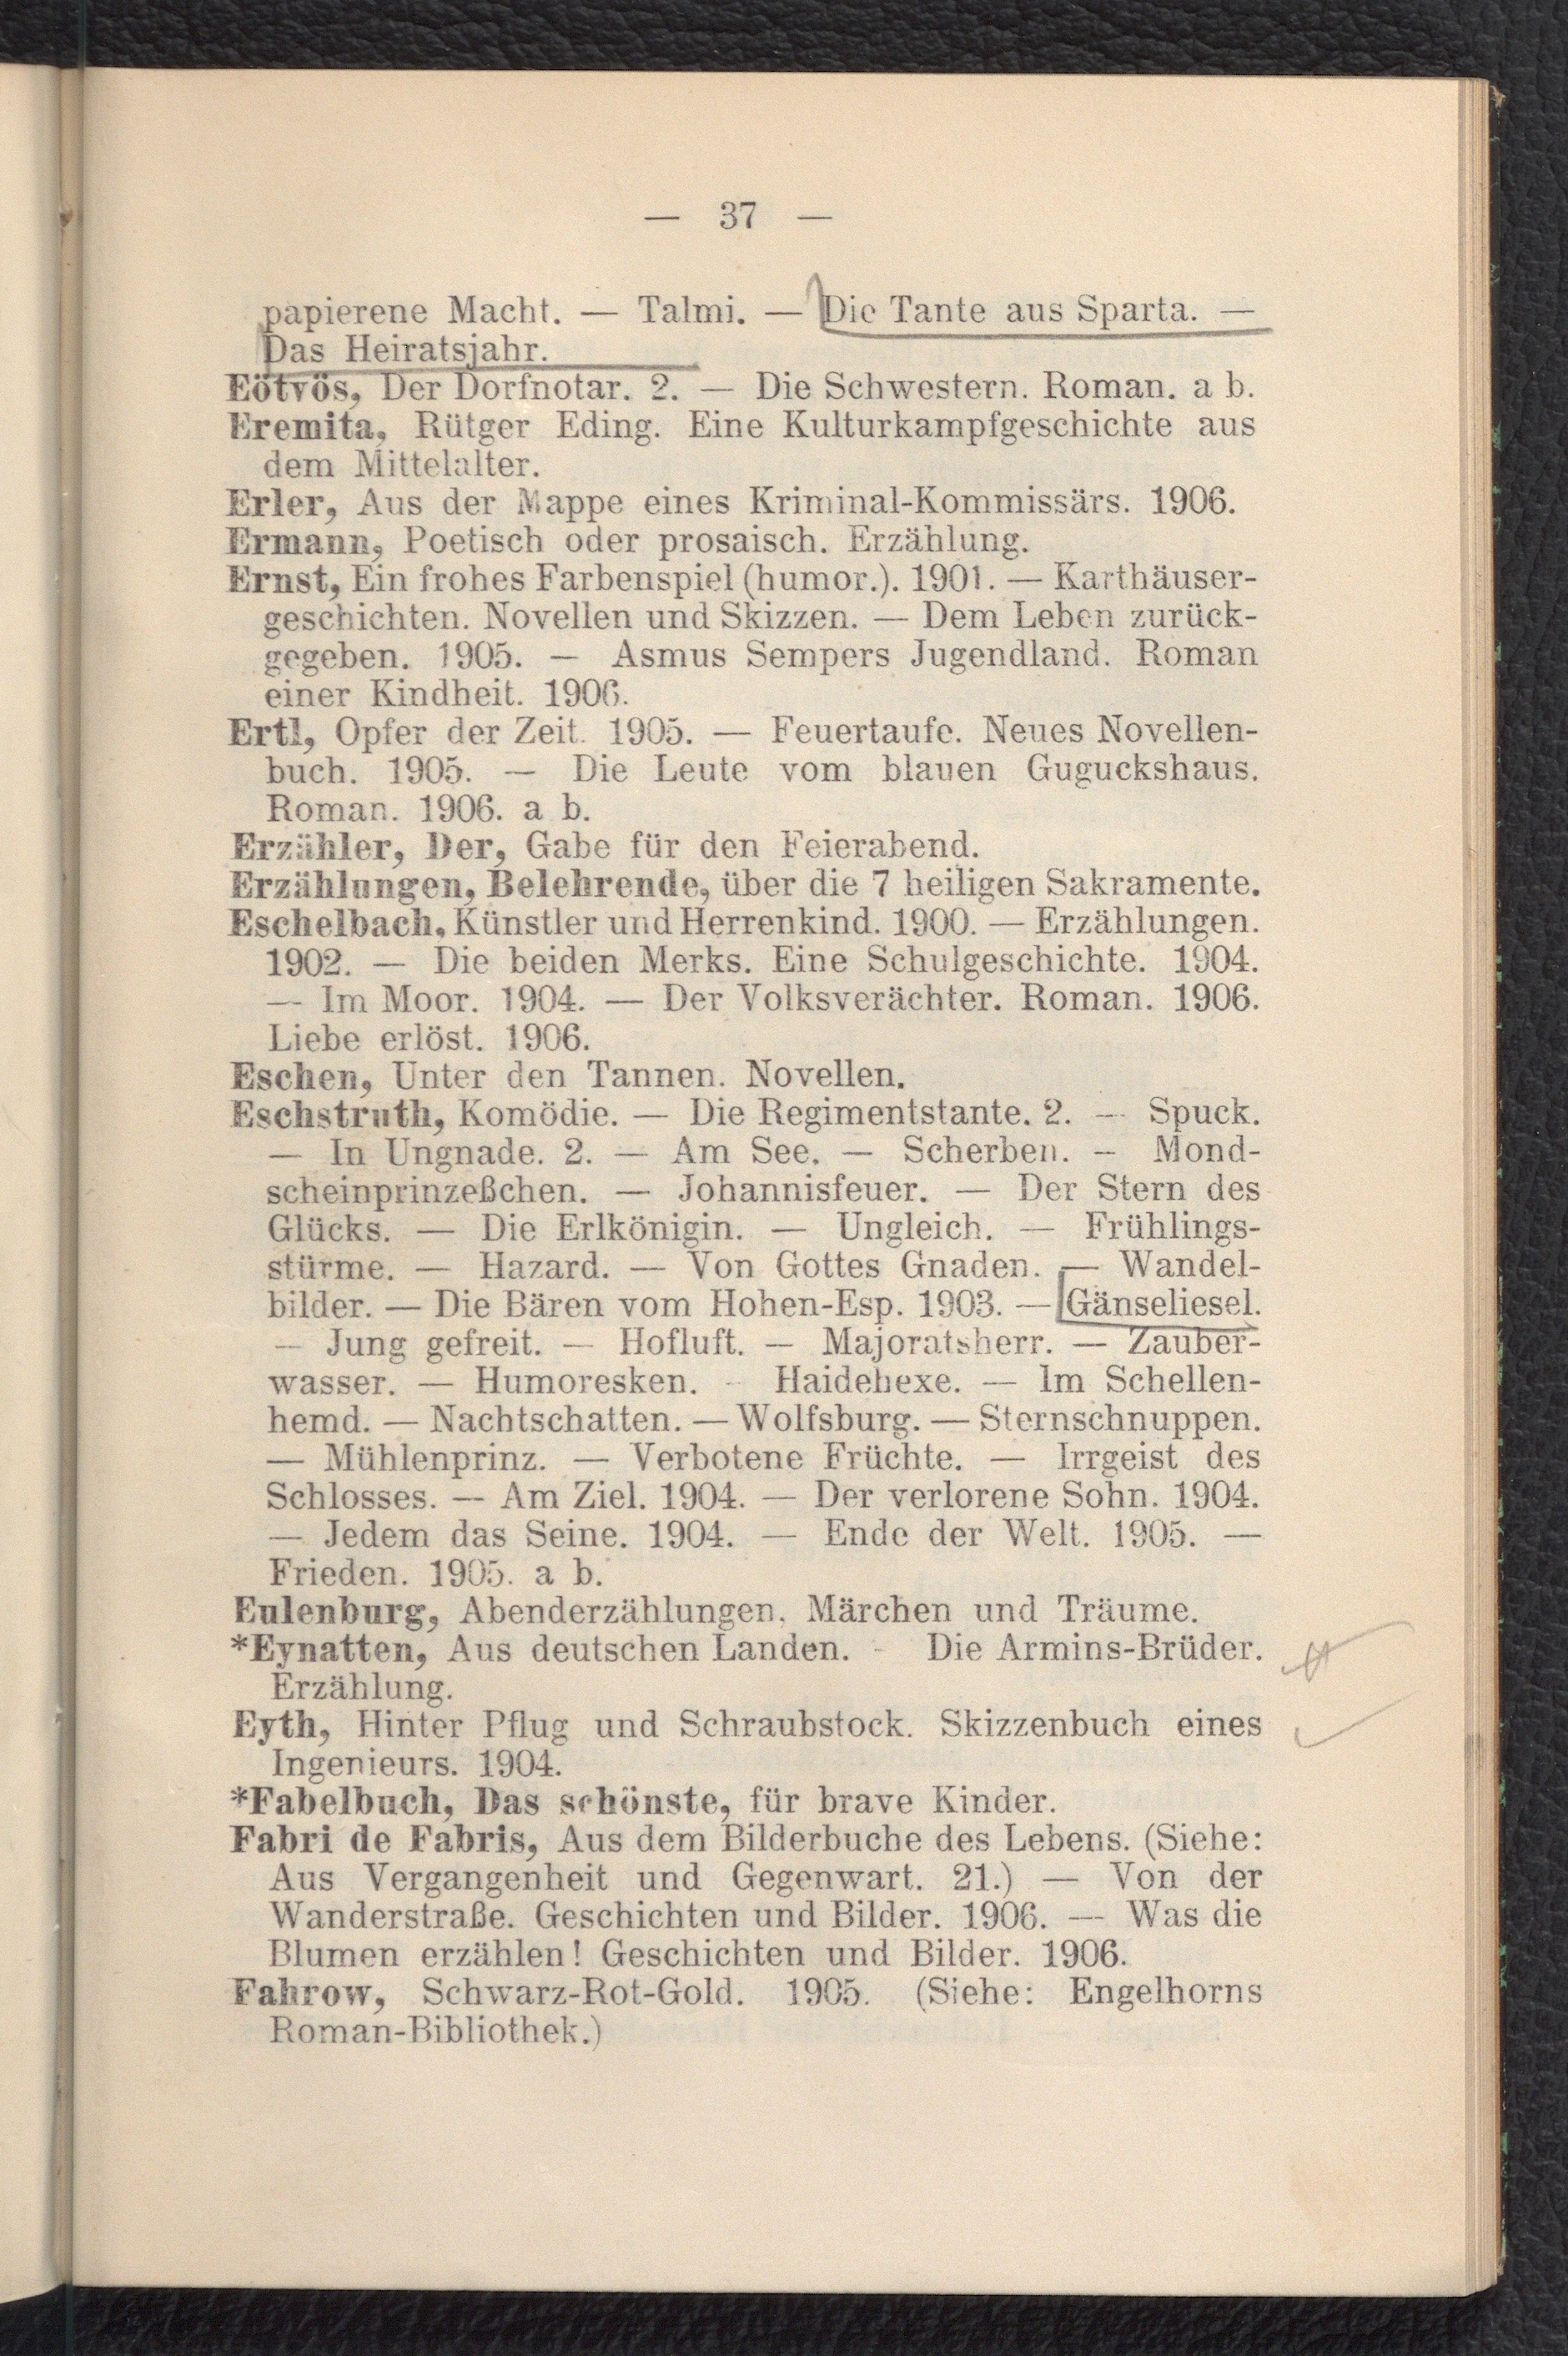 — 37 —
papierene Macht. — Talmi. — Die Tante aus Sparta. —
Das Heiratsjahr.
Eötvös, Der Dorfnotar. 2. — Die Schwestern. Roman. a b.
Eremita, Rütger Eding. Eine Kulturkampfgeschichte aus
dem Mittelalter.
Erler, Aus der Mappe eines Kriminal-Kommissärs. 1906.
Ermann, Poetisch oder prosaisch. Erzählung.
Ernst, Ein frohes Farbenspiel (humor.). 1901. — Karthäuser-
geschichten. Novellen und Skizzen. — Dem Leben zurück-
gegeben. 1905. — Asmus Sempers Jugendland. Roman
einer Kindheit. 1906.
Ertl, Opfer der Zeit. 1905. — Feuertaufe. Neues Novellen-
buch. 1905. — Die Leute vom blauen Guguckshaus.
Roman. 1906. a b.
Erzähler, Der, Gabe für den Feierabend.
Erzählungen, Belehrende, über die 7 heiligen Sakramente.
Eschelbach, Künstler und Herrenkind. 1900. — Erzählungen.
1902. — Die beiden Merks. Eine Schulgeschichte. 1904.
— Im Moor. 1904. — Der Volksverächter. Roman. 1906.
Liebe erlöst. 1906.
Eschen, Unter den Tannen. Novellen.
Eschstruth, Komödie. — Die Regimentstante. 2. — Spuck.
— In Ungnade. 2. — Am See. — Scherben. — Mond-
scheinprinzeßchen. — Johannisfeuer. — Der Stern des
Glücks. — Die Erlkönigin. — Ungleich. — Frühlings-
stürme. — Hazard. — Von Gottes Gnaden. — Wandel-
bilder. — Die Bären vom Hohen-Esp. 1903. — Gänseliesel.
— Jung gefreit. — Hofluft. — Majoratsherr. — Zauber-
wasser. — Humoresken. — Haidehexe. — Im Schellen-
hemd. — Nachtschatten. — Wolfsburg. — Sternschnuppen.
— Mühlenprinz. — Verbotene Früchte. — Irrgeist des
Schlosses. — Am Ziel. 1904. — Der verlorene Sohn. 1904.
— Jedem das Seine. 1904. — Ende der Welt. 1905. —
Frieden. 1905. a b.
Eulenburg, Abenderzählungen, Märchen und Träume.
*Eynatten, Aus deutschen Landen. - Die Armins-Brüder.
Erzählung.
Eyth, Hinter Pflug und Schraubstock. Skizzenbuch eines
Ingenieurs. 1904.
*Fabelbuch, Das schönste, für brave Kinder.
Fabri de Fabris, Aus dem Bilderbuche des Lebens. (Siehe:
Aus Vergangenheit und Gegenwart. 21.) — Von der
Wanderstraße. Geschichten und Bilder. 1906. — Was die
Blumen erzählen! Geschichten und Bilder. 1906.
Fahrow, Schwarz-Rot-Gold. 1905. (Siehe: Engelhorns
Roman-Bibliothek.)